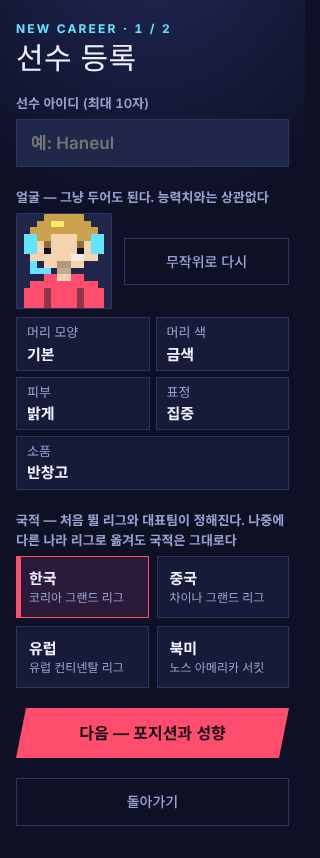 NEW CAREER · 1 / 2
선수 등록
선수 아이디 (최대 10자)
예: Haneul
얼굴 — 그냥 두어도 된다. 능력치와는 상관없다
무작위로 다시
머리 모양
기본
머리 색
금색
피부
밝게
표정
집중
소품
반창고
국적 — 처음 뛸 리그와 대표팀이 정해진다. 나중에
다른 나라 리그로 옮겨도 국적은 그대로다
한국
코리아 그랜드 리그
중국
차이나 그랜드 리그
유럽
유럽 컨티넨탈 리그
북미
노스 아메리카 서킷
다음 — 포지션과 성향
돌아가기